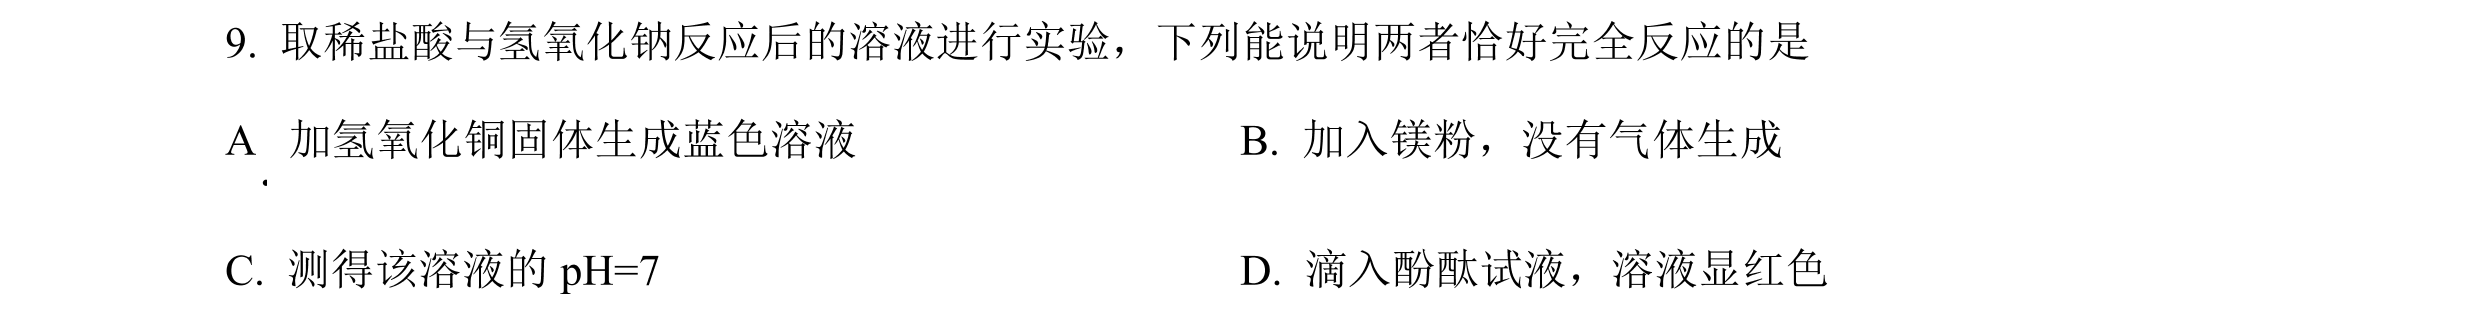 9. 取稀盐酸与氢氧化钠反应后的溶液进行实验，下列能说明两者恰好完全反应的是
A. 加氢氧化铜固体生成蓝色溶液 B. 加入镁粉，没有气体生成
C. 测得该溶液的 pH=7 D. 滴入酚酞试液，溶液显红色